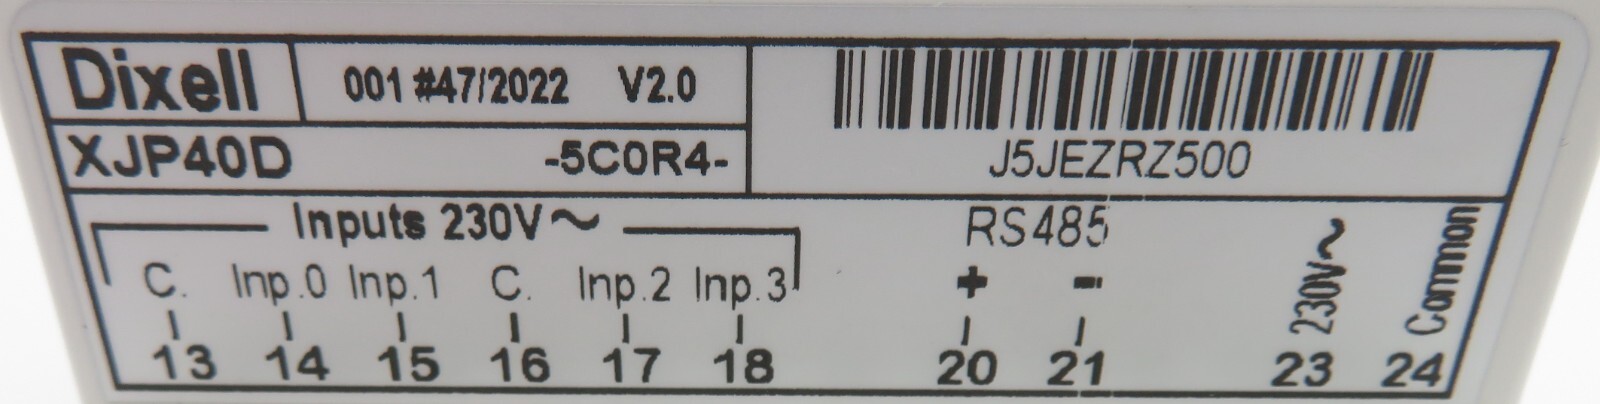 Dixell 001 #47/2022 V2.0
XJP40D -5C0R4- J5JEZRZ500
Inputs 230V~ RS485
C. Inp.0 Inp.1 C. Inp.2 Inp.3 + - 230V~ Common
13 14 15 16 17 18 20 21 23 24